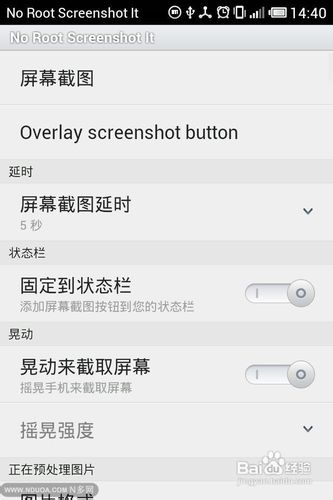 No Root Screenshot It 14:40
No Root Screenshot It
屏幕截图
Overlay screenshot button
延时
屏幕截图延时
5 秒
状态栏
固定到状态栏
添加屏幕截图按钮到您的状态栏
晃动
晃动来截取屏幕
摇晃手机来截取屏幕
摇晃强度
正在预处理图片
图片格式
WWW.NDUOA.COM N多网
Baidu 经验
jingyan.baidu.com